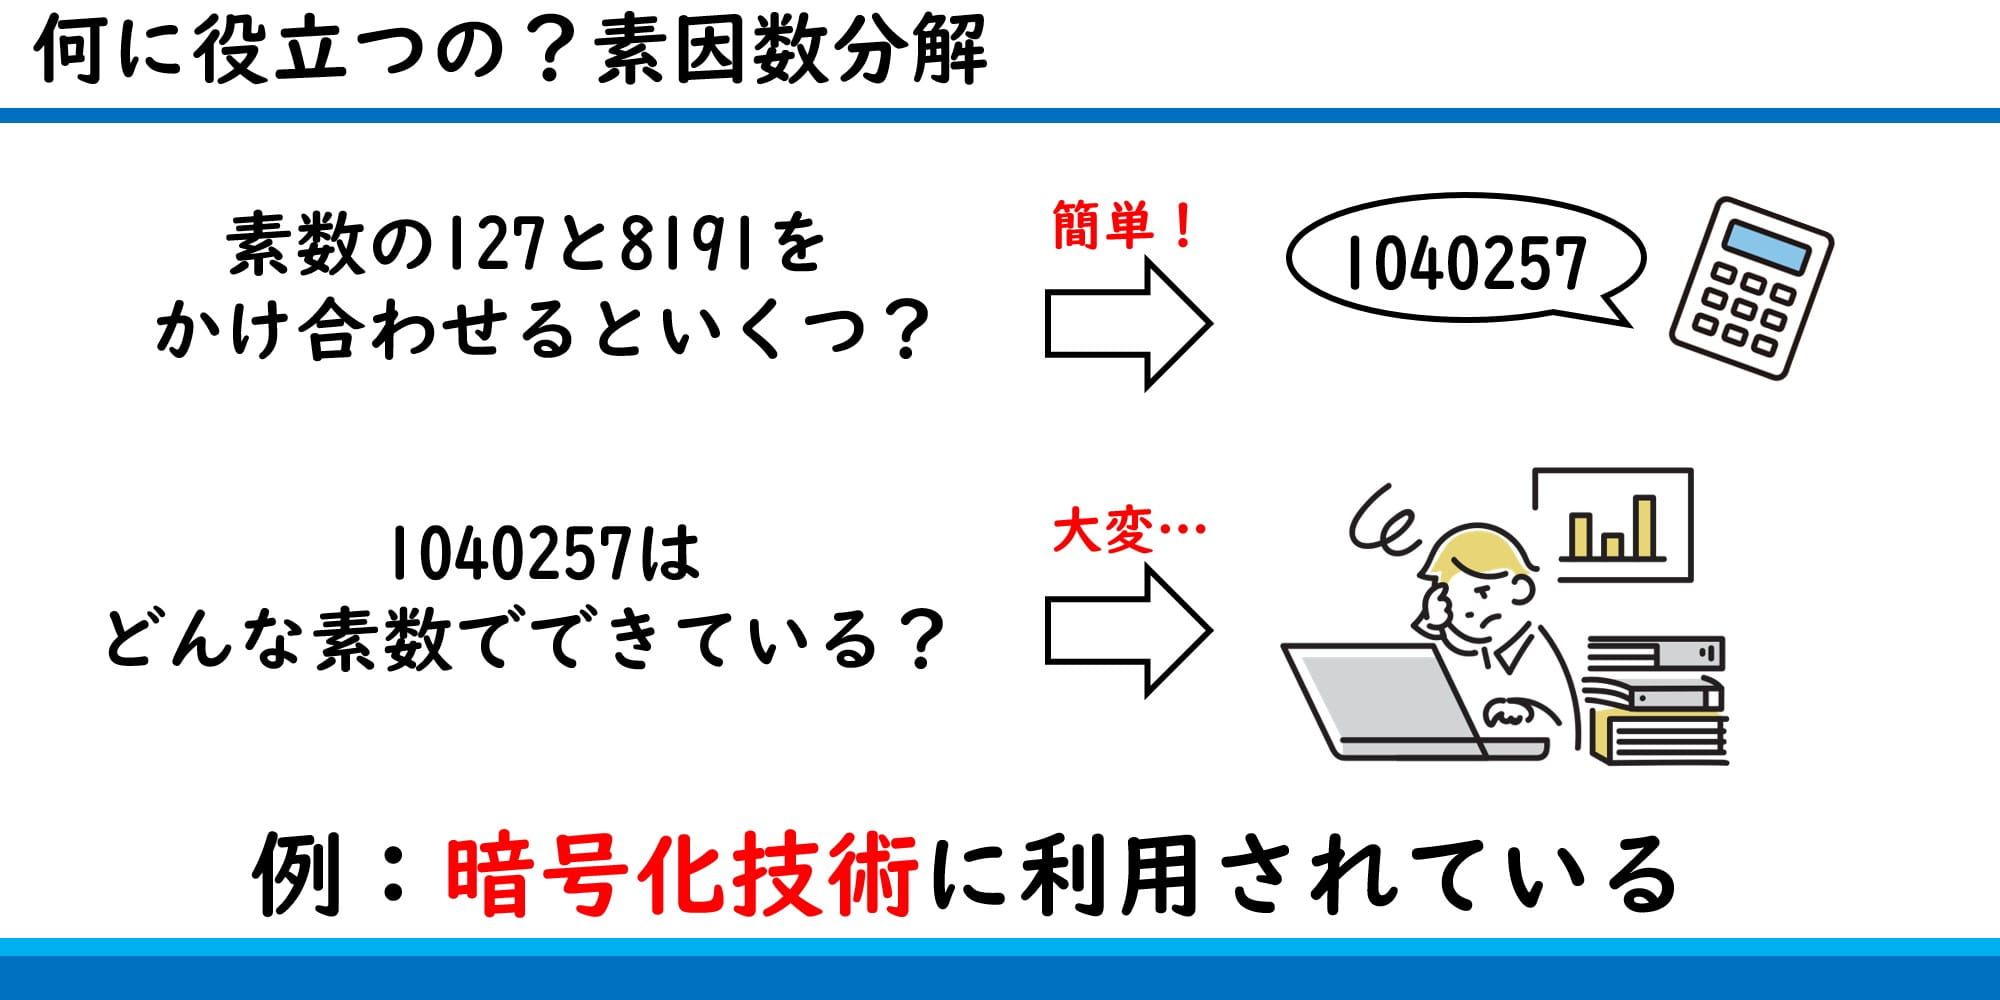 何に役立つの？素因数分解
素数の127と8191を
かけ合わせるといくつ？
簡単！
1040257
1040257は
どんな素数でできている？
大変…
例：暗号化技術に利用されている